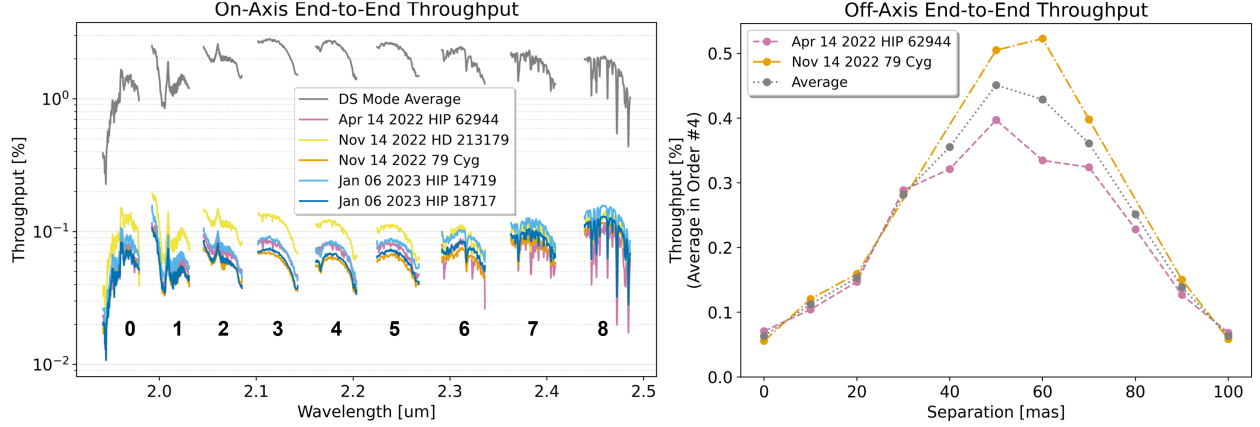 On-Axis End-to-End Throughput
Throughput [%]
10⁰
10⁻¹
10⁻²
DS Mode Average
Apr 14 2022 HIP 62944
Nov 14 2022 HD 213179
Nov 14 2022 79 Cyg
Jan 06 2023 HIP 14719
Jan 06 2023 HIP 18717
0 1 2 3 4 5 6 7 8
2.0 2.1 2.2 2.3 2.4 2.5
Wavelength [um]
Off-Axis End-to-End Throughput
Throughput [%]
(Average in Order #4)
0.5
0.4
0.3
0.2
0.1
0.0
Apr 14 2022 HIP 62944
Nov 14 2022 79 Cyg
Average
0 20 40 60 80 100
Separation [mas]